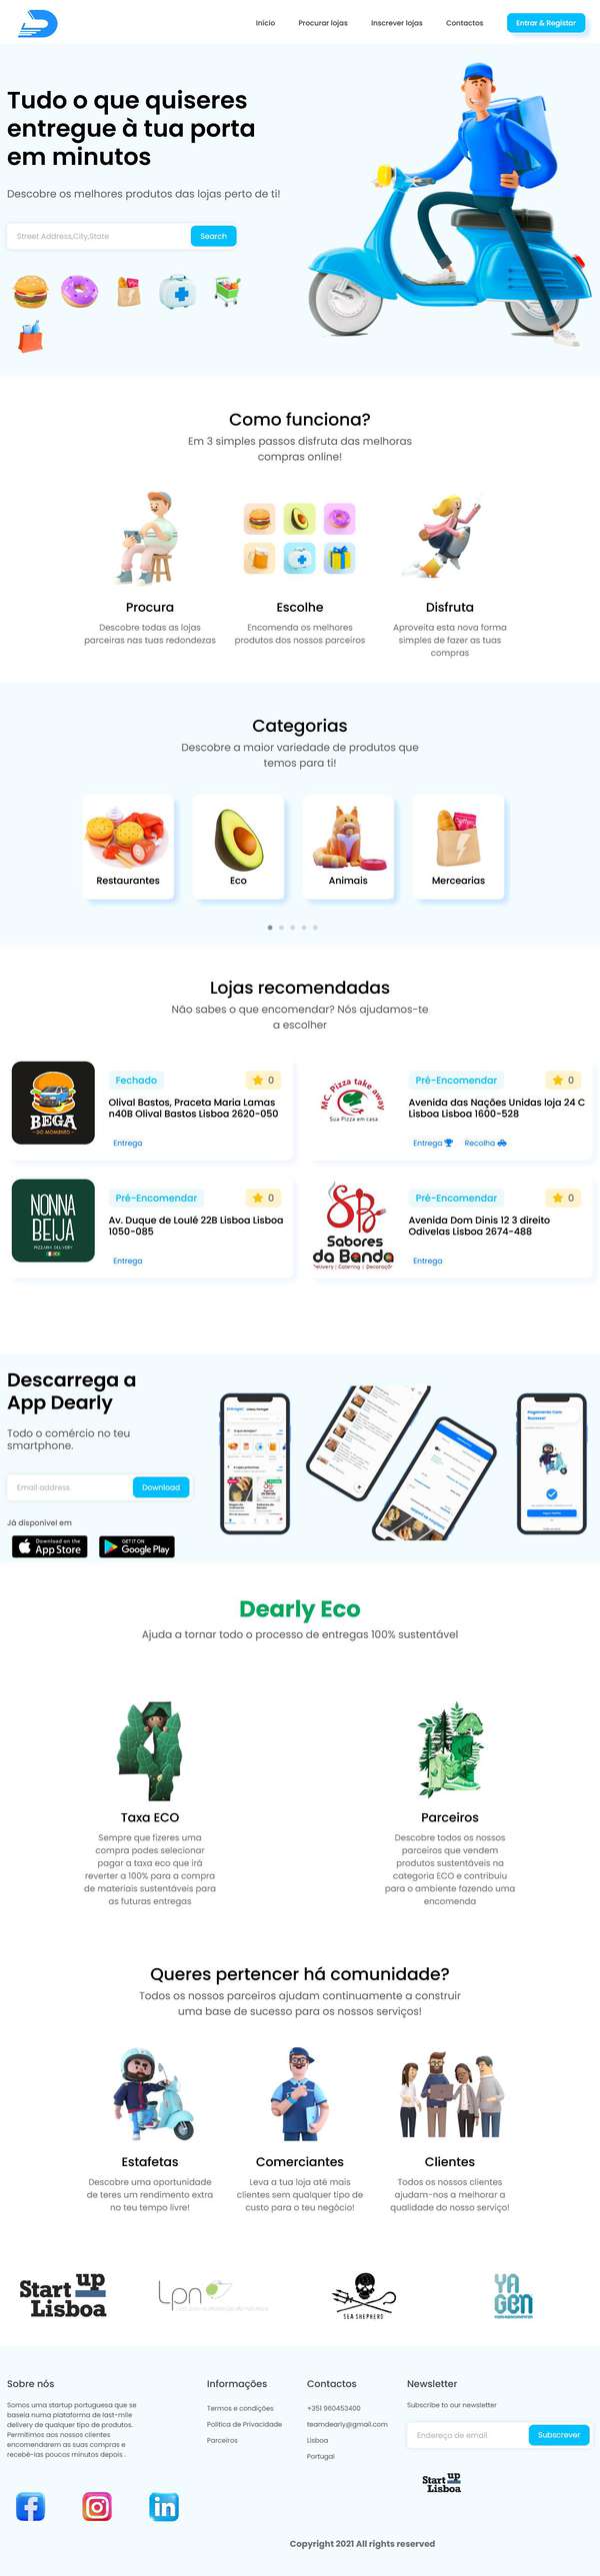 Início Procurar lojas Inscrever lojas Contactos Entrar & Registar
Tudo o que quiseres
entregue à tua porta
em minutos
Descobre os melhores produtos das lojas perto de ti!
Street Address,City,State Search
Como funciona?
Em 3 simples passos disfruta das melhoras
compras online!
Procura
Descobre todas as lojas
parceiras nas tuas redondezas
Escolhe
Encomenda os melhores
produtos dos nossos parceiros
Disfruta
Aproveita esta nova forma
simples de fazer as tuas
compras
Categorias
Descobre a maior variedade de produtos que
temos para ti!
Restaurantes
Eco
Animais
Mercearias
Lojas recomendadas
Não sabes o que encomendar? Nós ajudamos-te
a escolher
BEGA
GO MOMENTO
Fechado 0
Olival Bastos, Praceta Maria Lamas
n40B Olival Bastos Lisboa 2620-050
Entrega
MC. Pizza take away
Sua Pizza em casa
Pré-Encomendar 0
Avenida das Nações Unidas loja 24 C
Lisboa Lisboa 1600-528
Entrega Recolha
NONNA
BEIJA
PIZZARIA DELIVERY
Pré-Encomendar 0
Av. Duque de Loulé 22B Lisboa Lisboa
1050-085
Entrega
SB
Sabores
da Banda
Delivery | Catering | Decoração
Pré-Encomendar 0
Avenida Dom Dinis 12 3 direito
Odivelas Lisboa 2674-488
Entrega
Descarrega a
App Dearly
Todo o comércio no teu
smartphone.
Email address Download
Já disponível em
Download on the
App Store
GET IT ON
Google Play
Pagamento Com
Sucesso!
Dearly Eco
Ajuda a tornar todo o processo de entregas 100% sustentável
Taxa ECO
Sempre que fizeres uma
compra podes selecionar
pagar a taxa eco que irá
reverter a 100% para a compra
de materiais sustentáveis para
as futuras entregas
Parceiros
Descobre todos os nossos
parceiros que vendem
produtos sustentáveis na
categoria ECO e contribuiu
para o ambiente fazendo uma
encomenda
Queres pertencer há comunidade?
Todos os nossos parceiros ajudam continuamente a construir
uma base de sucesso para os nossos serviços!
Estafetas
Descobre uma oportunidade
de teres um rendimento extra
no teu tempo livre!
Comerciantes
Leva a tua loja até mais
clientes sem qualquer tipo de
custo para o teu negócio!
Clientes
Todos os nossos clientes
ajudam-nos a melhorar a
qualidade do nosso serviço!
Start up
Lisboa
Lpn
SEA SHEPHERD
YA
GEN
Sobre nós
Somos uma startup portuguesa que se
baseia numa plataforma de last-mile
delivery de qualquer tipo de produtos.
Permitimos aos nossos clientes
encomendarem as suas compras e
recebê-las poucos minutos depois .
Informações
Termos e condições
Politica de Privacidade
Parceiros
Contactos
+351 960453400
teamdearly@gmail.com
Lisboa
Portugal
Newsletter
Subscribe to our newsletter
Endereço de email Subscrever
Start up
Lisboa
Copyright 2021 All rights reserved